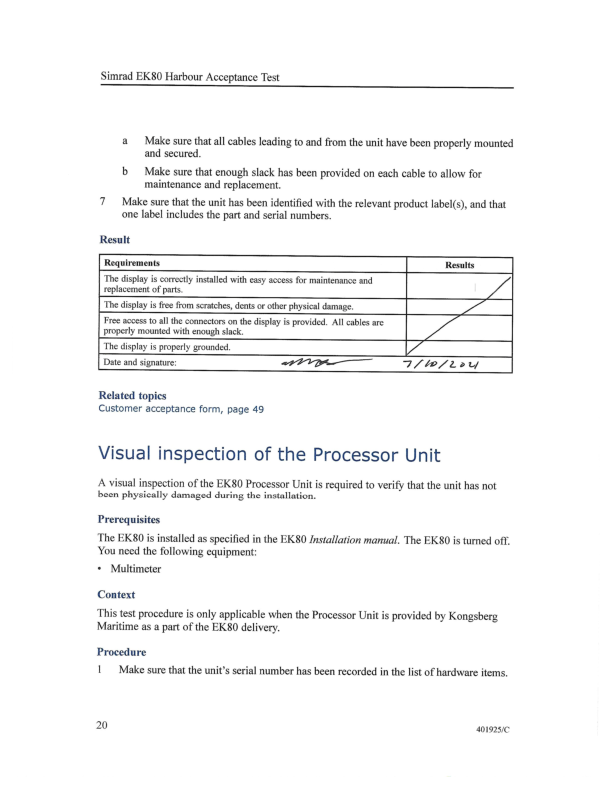 Simrad EK80 Harbour Acceptance Test
a Make sure that all cables leading to and from the unit have been properly mounted
and secured.
b Make sure that enough slack has been provided on each cable to allow for
maintenance and replacement.
7 Make sure that the unit has been identified with the relevant product label(s), and that
one label includes the part and serial numbers.
Result
Requirements Results
The display is correctly installed with easy access for maintenance and
replacement of parts.
The display is free from scratches, dents or other physical damage.
Free access to all the connectors on the display is provided. All cables are
properly mounted with enough slack.
The display is properly grounded.
Date and signature: 7/10/2021
Related topics
Customer acceptance form, page 49
Visual inspection of the Processor Unit
A visual inspection of the EK80 Processor Unit is required to verify that the unit has not
been physically damaged during the installation.
Prerequisites
The EK80 is installed as specified in the EK80 Installation manual. The EK80 is turned off.
You need the following equipment:
• Multimeter
Context
This test procedure is only applicable when the Processor Unit is provided by Kongsberg
Maritime as a part of the EK80 delivery.
Procedure
1 Make sure that the unit's serial number has been recorded in the list of hardware items.
20
401925/C